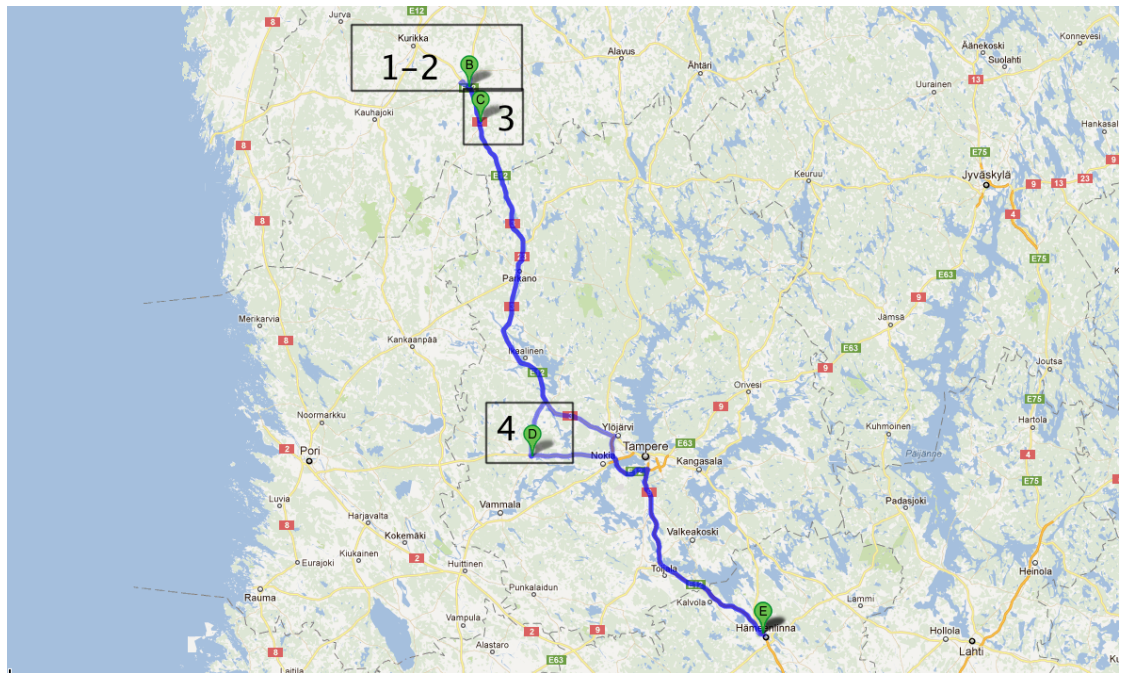 E12
8
Jurva
Kurikka
1-2
B
Alavus
Ähtäri
Äänekoski
Suolahti
Konnevesi
13
Uurainen
C
3
Kauhajoki
8
4
Hankasal
E75
9
Keuruu
Jyväskylä
9
13
23
8
4
E75
E63
Parkano
9
Merikarvia
Jämsä
8
Kankaanpää
E63
Ikaalinen
9
Joutsa
Orivesi
E75
Noormarkku
4
D
Ylöjärvi
9
Kuhmoinen
Hartola
2
Pori
Nokia
Tampere
E63
Kangasala
Päijänne
4
Luvia
Vammala
Padasjoki
E75
8
Harjavalta
Kokemäki
Valkeakoski
Kiukainen
2
Eurajoki
Huittinen
Toijala
Heinola
Rauma
Punkalaidun
Kalvola
E
Lammi
Vampula
2
9
Hämeenlinna
Hollola
8
Alastaro
Lahti
Laitila
E63